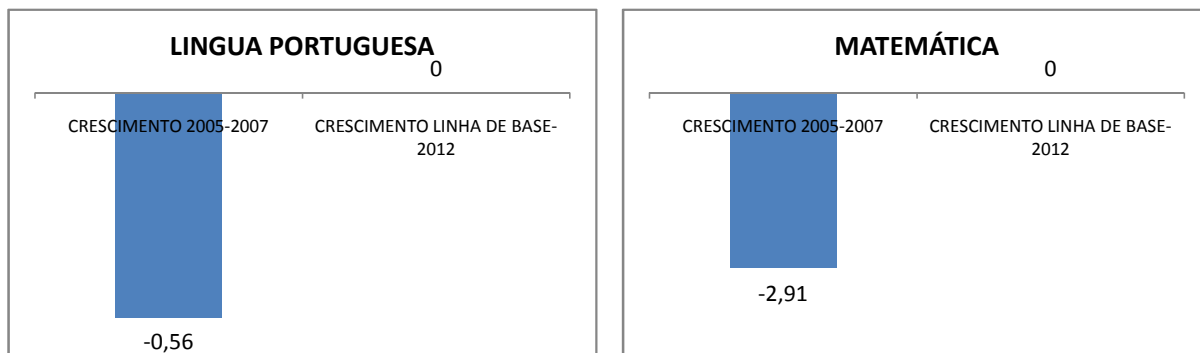 LINGUA PORTUGUESA
0
CRESCIMENTO 2005-2007
CRESCIMENTO LINHA DE BASE-
2012
-0,56
MATEMÁTICA
0
CRESCIMENTO 2005-2007
CRESCIMENTO LINHA DE BASE-
2012
-2,91